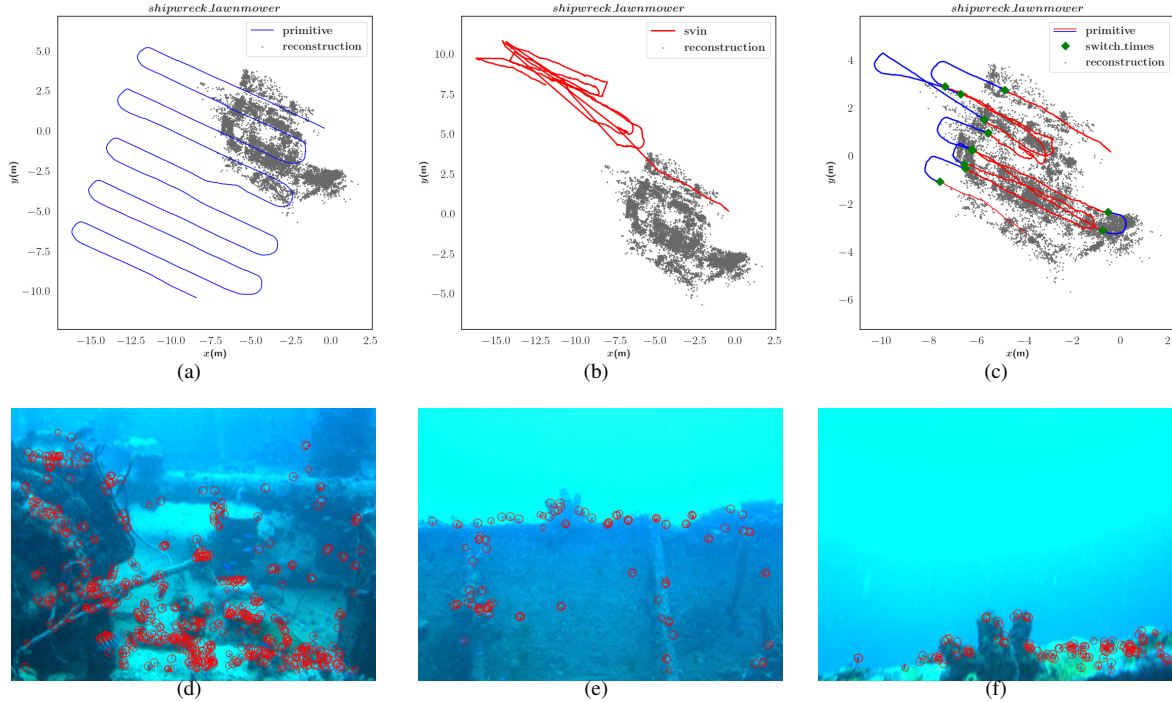 shipwreck_lawnmower
primitive
reconstruction
y(m)
5.0
2.5
0.0
−2.5
−5.0
−7.5
−10.0
−15.0 −12.5 −10.0 −7.5 −5.0 −2.5 0.0 2.5
x(m)
(a)
shipwreck_lawnmower
svin
reconstruction
y(m)
10.0
7.5
5.0
2.5
0.0
−2.5
−5.0
−15.0 −12.5 −10.0 −7.5 −5.0 −2.5 0.0 2.5
x(m)
(b)
shipwreck_lawnmower
primitive
switch_times
reconstruction
y(m)
4
2
0
−2
−4
−6
−10 −8 −6 −4 −2 0 2
x(m)
(c)
(d)
(e)
(f)